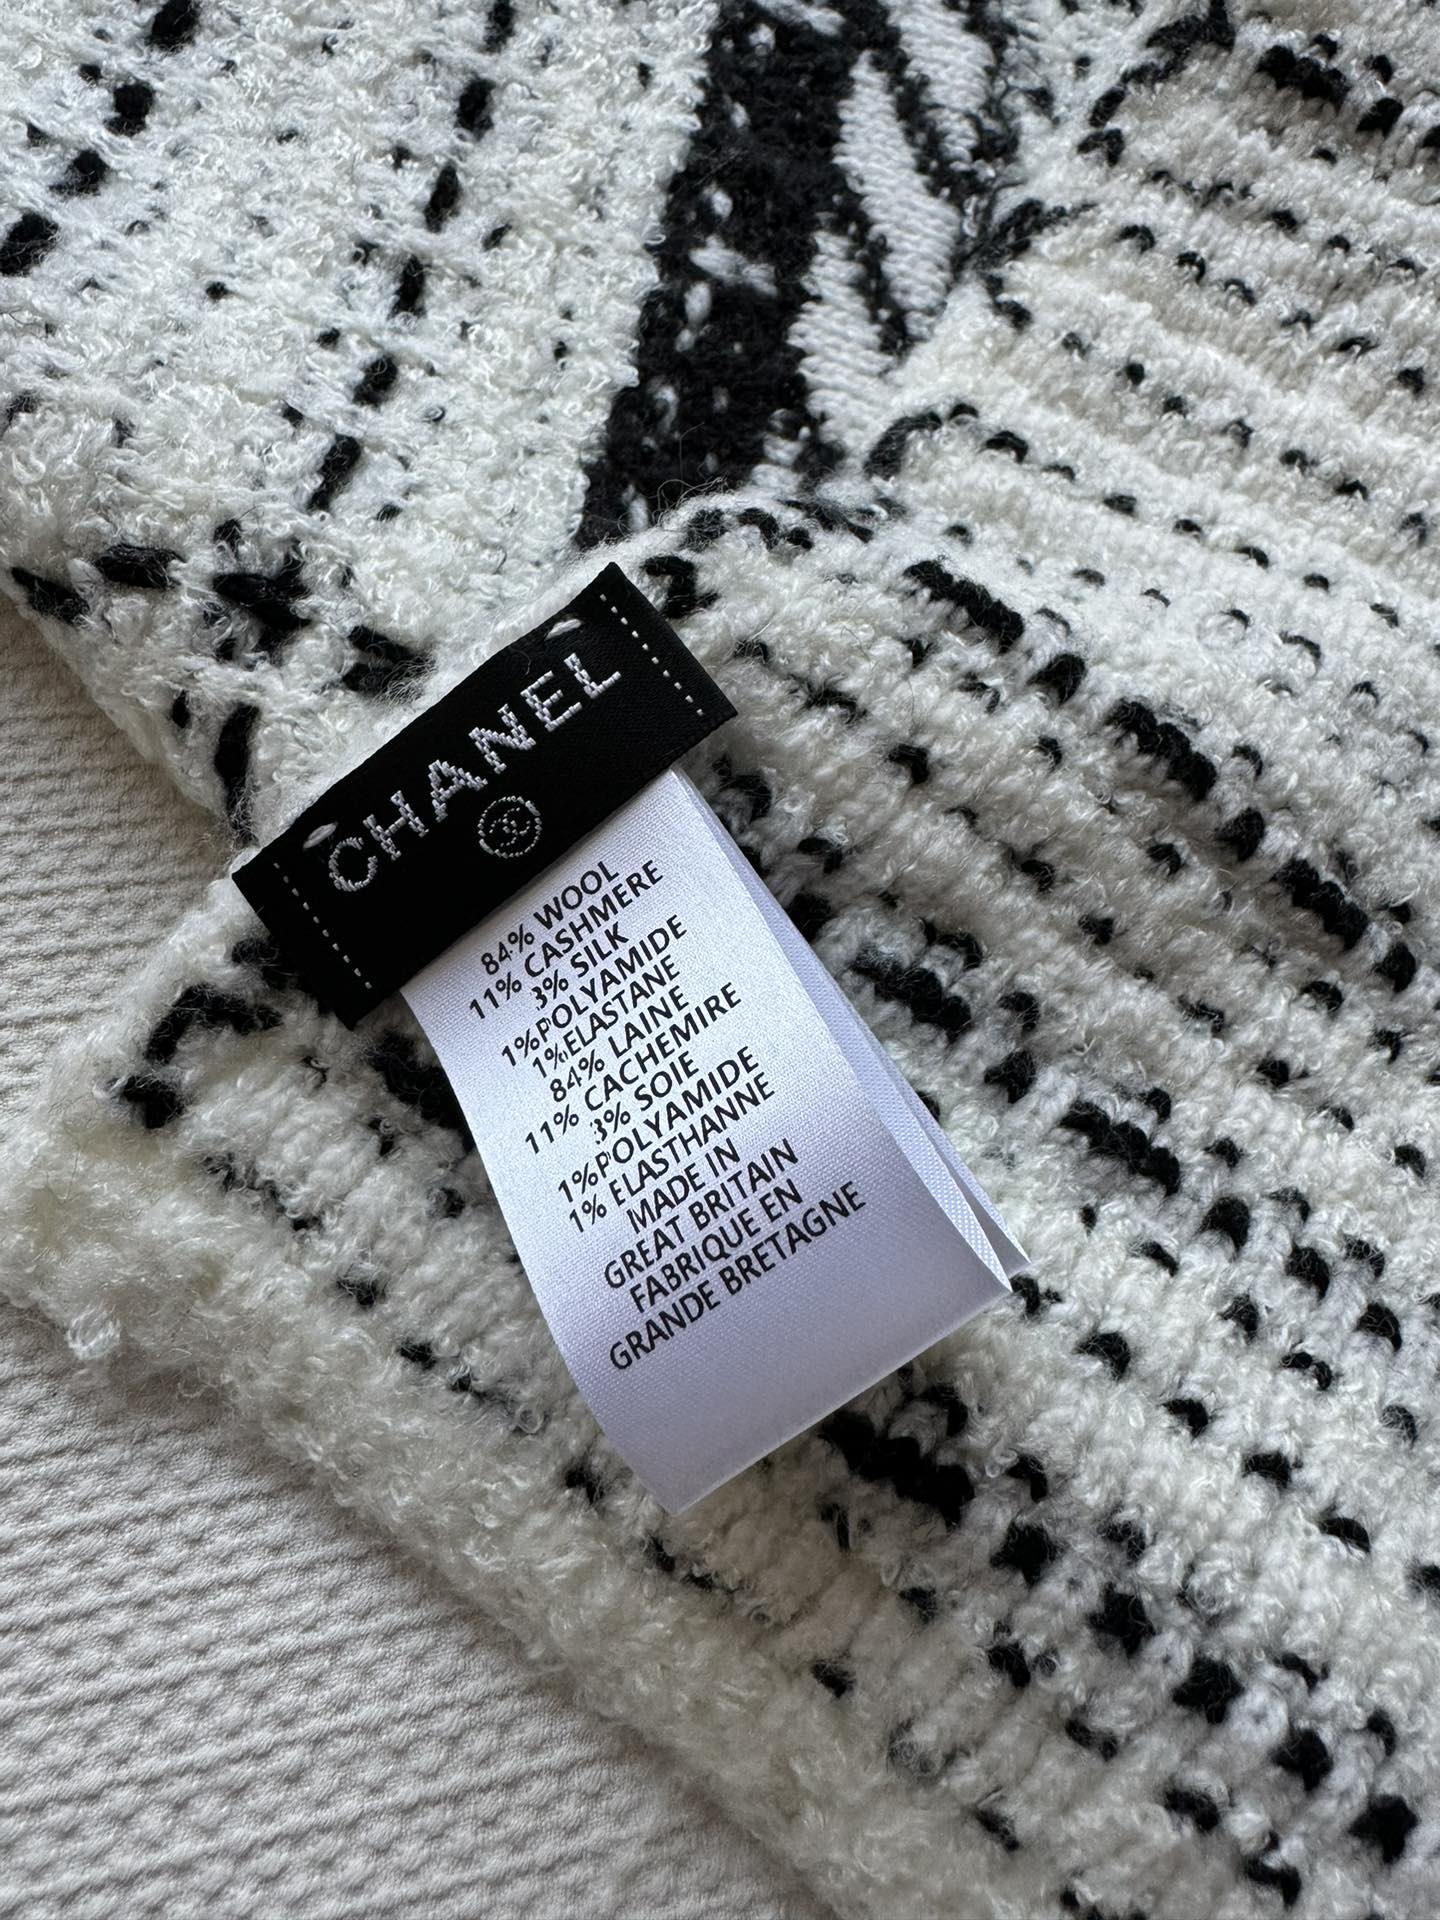 CHANEL
84% WOOL
11% CASHMERE
3% SILK
1%POLYAMIDE
1%ELASTANE
84% LAINE
11% CACHEMIRE
3% SOIE
1%POLYAMIDE
1% ELASTHANNE
MADE IN
GREAT BRITAIN
FABRIQUE EN
GRANDE BRETAGNE